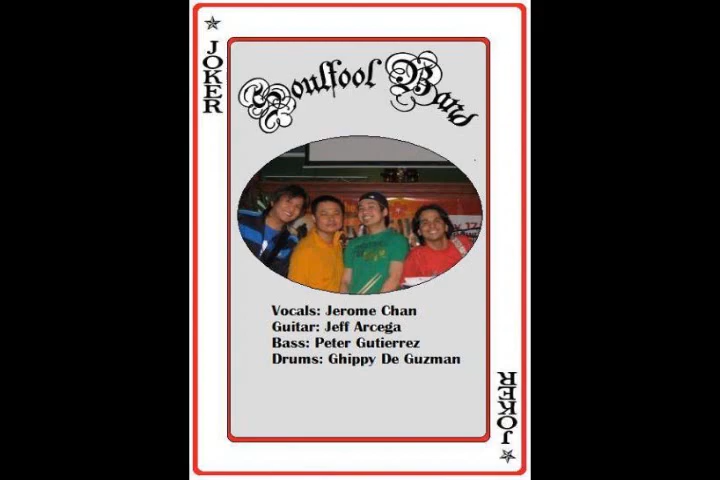 JOKER
Soulfool Band
Vocals: Jerome Chan
Guitar: Jeff Arcega
Bass: Peter Gutierrez
Drums: Ghippy De Guzman
JOKER